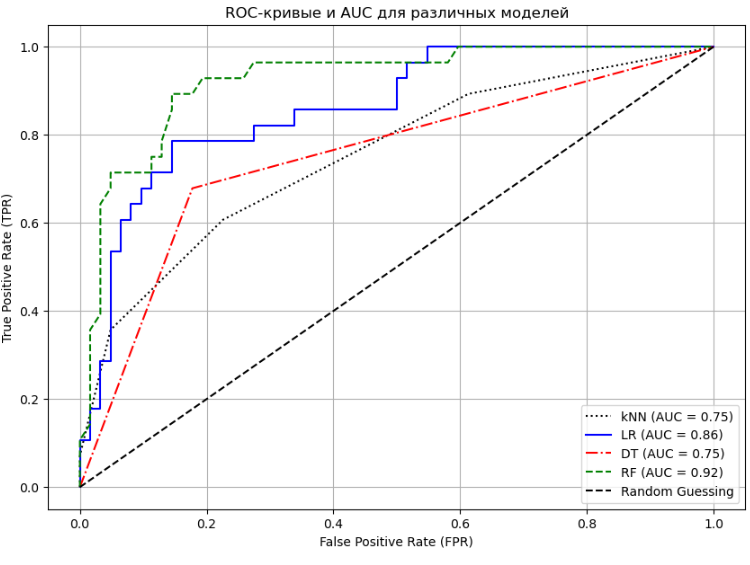 ROC-кривые и AUC для различных моделей
True Positive Rate (TPR)
1.0
0.8
0.6
0.4
0.2
0.0
0.0 0.2 0.4 0.6 0.8 1.0
False Positive Rate (FPR)
kNN (AUC = 0.75)
LR (AUC = 0.86)
DT (AUC = 0.75)
RF (AUC = 0.92)
Random Guessing